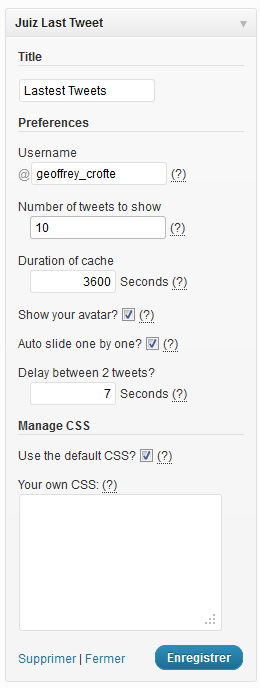 Juiz Last Tweet
Title
Lastest Tweets
Preferences
Username
@ geoffrey_crofte (?)
Number of tweets to show
10 (?)
Duration of cache
3600 Seconds (?)
Show your avatar? (?)
Auto slide one by one? (?)
Delay between 2 tweets?
7 Seconds (?)
Manage CSS
Use the default CSS? (?)
Your own CSS: (?)
Supprimer | Fermer Enregistrer